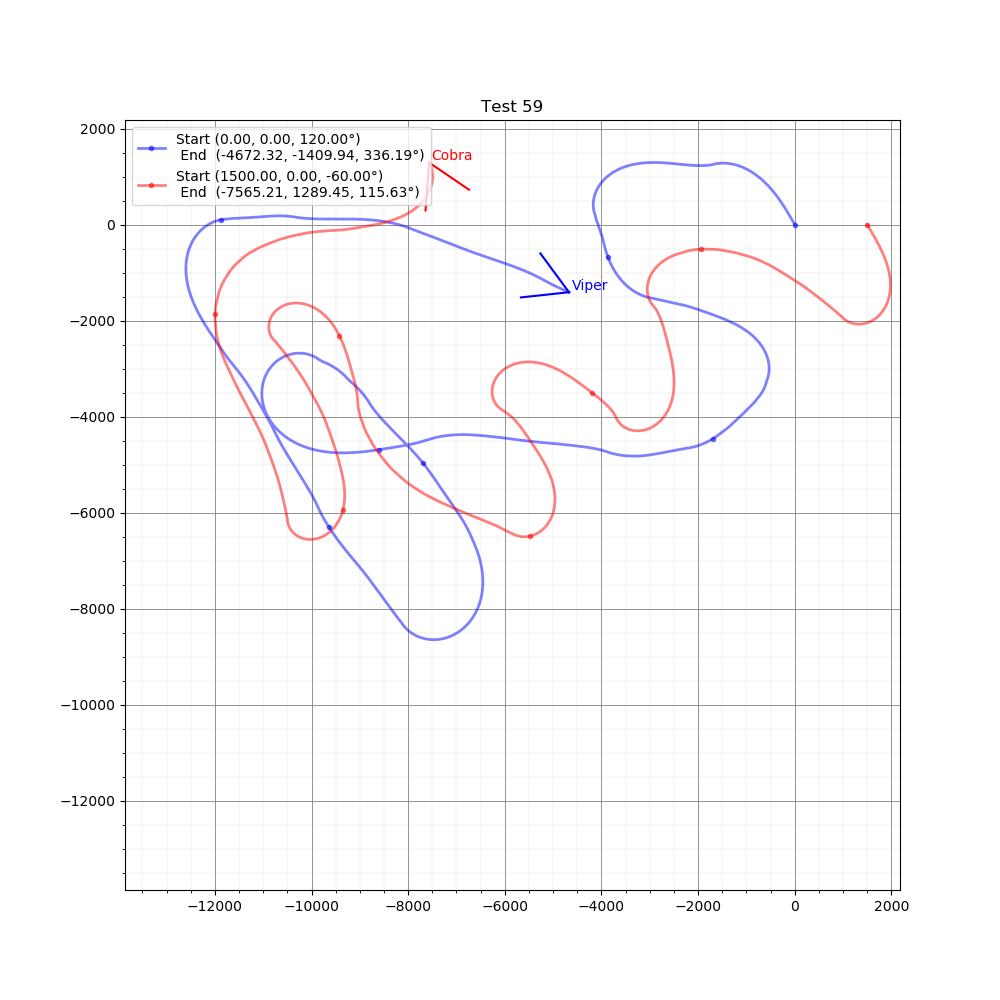 Test 59
Start (0.00, 0.00, 120.00°)
End (-4672.32, -1409.94, 336.19°)
Start (1500.00, 0.00, -60.00°)
End (-7565.21, 1289.45, 115.63°)
Cobra
Viper
2000
0
−2000
−4000
−6000
−8000
−10000
−12000
−12000 −10000 −8000 −6000 −4000 −2000 0 2000